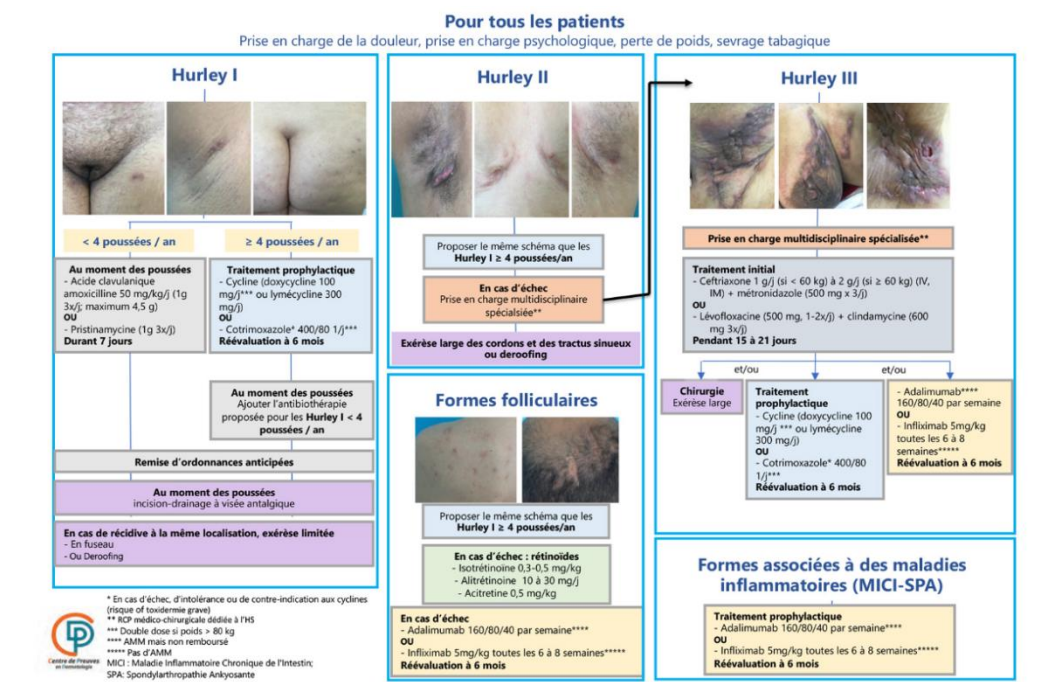 Pour tous les patients
Prise en charge de la douleur, prise en charge psychologique, perte de poids, sevrage tabagique
Hurley I
< 4 poussées / an
≥ 4 poussées / an
Au moment des poussées
- Acide clavulanique
amoxicilline 50 mg/kg/j (1g
3x/j; maximum 4,5 g)
OU
- Pristinamycine (1g 3x/j)
Durant 7 jours
Traitement prophylactique
- Cycline (doxycycline 100
mg/j*** ou lymécycline 300
mg/j)
OU
- Cotrimoxazole* 400/80 1/j***
Réévaluation à 6 mois
Au moment des poussées
Ajouter l'antibiothérapie
proposée pour les Hurley I < 4
poussées / an
Remise d'ordonnances anticipées
Au moment des poussées
incision-drainage à visée antalgique
En cas de récidive à la même localisation, exérèse limitée
- En fuseau
- Ou Deroofing
Hurley II
Proposer le même schéma que les
Hurley I ≥ 4 poussées/an
En cas d'échec
Prise en charge multidisciplinaire
spécialsiée**
Exérèse large des cordons et des tractus sinueux
ou deroofing
Formes folliculaires
Proposer le même schéma que les
Hurley I ≥ 4 poussées/an
En cas d'échec : rétinoïdes
- Isotrétinoïne 0,3-0,5 mg/kg
- Alitrétinoine 10 à 30 mg/j
- Acitretine 0,5 mg/kg
En cas d'échec
- Adalimumab 160/80/40 par semaine****
OU
- Infliximab 5mg/kg toutes les 6 à 8 semaines*****
Réévaluation à 6 mois
Hurley III
Prise en charge multidisciplinaire spécialisée**
Traitement initial
- Ceftriaxone 1 g/j (si < 60 kg) à 2 g/j (si ≥ 60 kg) (IV,
IM) + métronidazole (500 mg x 3/j)
OU
- Lévofloxacine (500 mg, 1-2x/j) + clindamycine (600
mg 3x/j)
Pendant 15 à 21 jours
et/ou
et/ou
Chirurgie
Exérèse large
Traitement
prophylactique
- Cycline (doxycycline 100
mg/j *** ou lymécycline
300 mg/j)
OU
- Cotrimoxazole* 400/80
1/j***
Réévaluation à 6 mois
- Adalimumab****
160/80/40 par semaine
OU
- Infliximab 5mg/kg
toutes les 6 à 8
semaines*****
Réévaluation à 6 mois
Formes associées à des maladies
inflammatoires (MICI-SPA)
Traitement prophylactique
- Adalimumab 160/80/40 par semaine****
OU
- Infliximab 5mg/kg toutes les 6 à 8 semaines*****
Réévaluation à 6 mois
* En cas d'échec, d'intolérance ou de contre-indication aux cyclines
(risque of toxidermie grave)
** RCP médico-chirurgicale dédiée à l'HS
*** Double dose si poids > 80 kg
**** AMM mais non remboursé
***** Pas d'AMM
MICI : Maladie Inflammatoire Chronique de l'Intestin;
SPA: Spondylarthropathie Ankyosante
Centre de Preuves
en Dermatologie